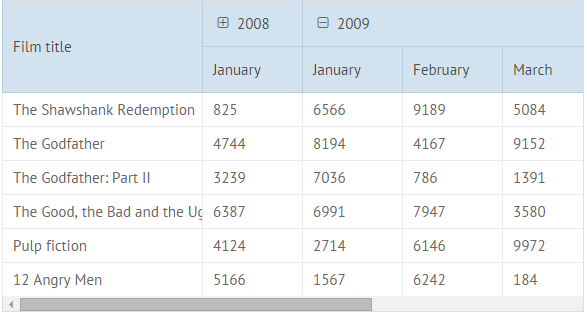 Film title 2008 2009
January January February March
The Shawshank Redemption 825 6566 9189 5084
The Godfather 4744 8194 4167 9152
The Godfather: Part II 3239 7036 786 1391
The Good, the Bad and the Ug 6387 6991 7947 3580
Pulp fiction 4124 2714 6146 9972
12 Angry Men 5166 1567 6242 184